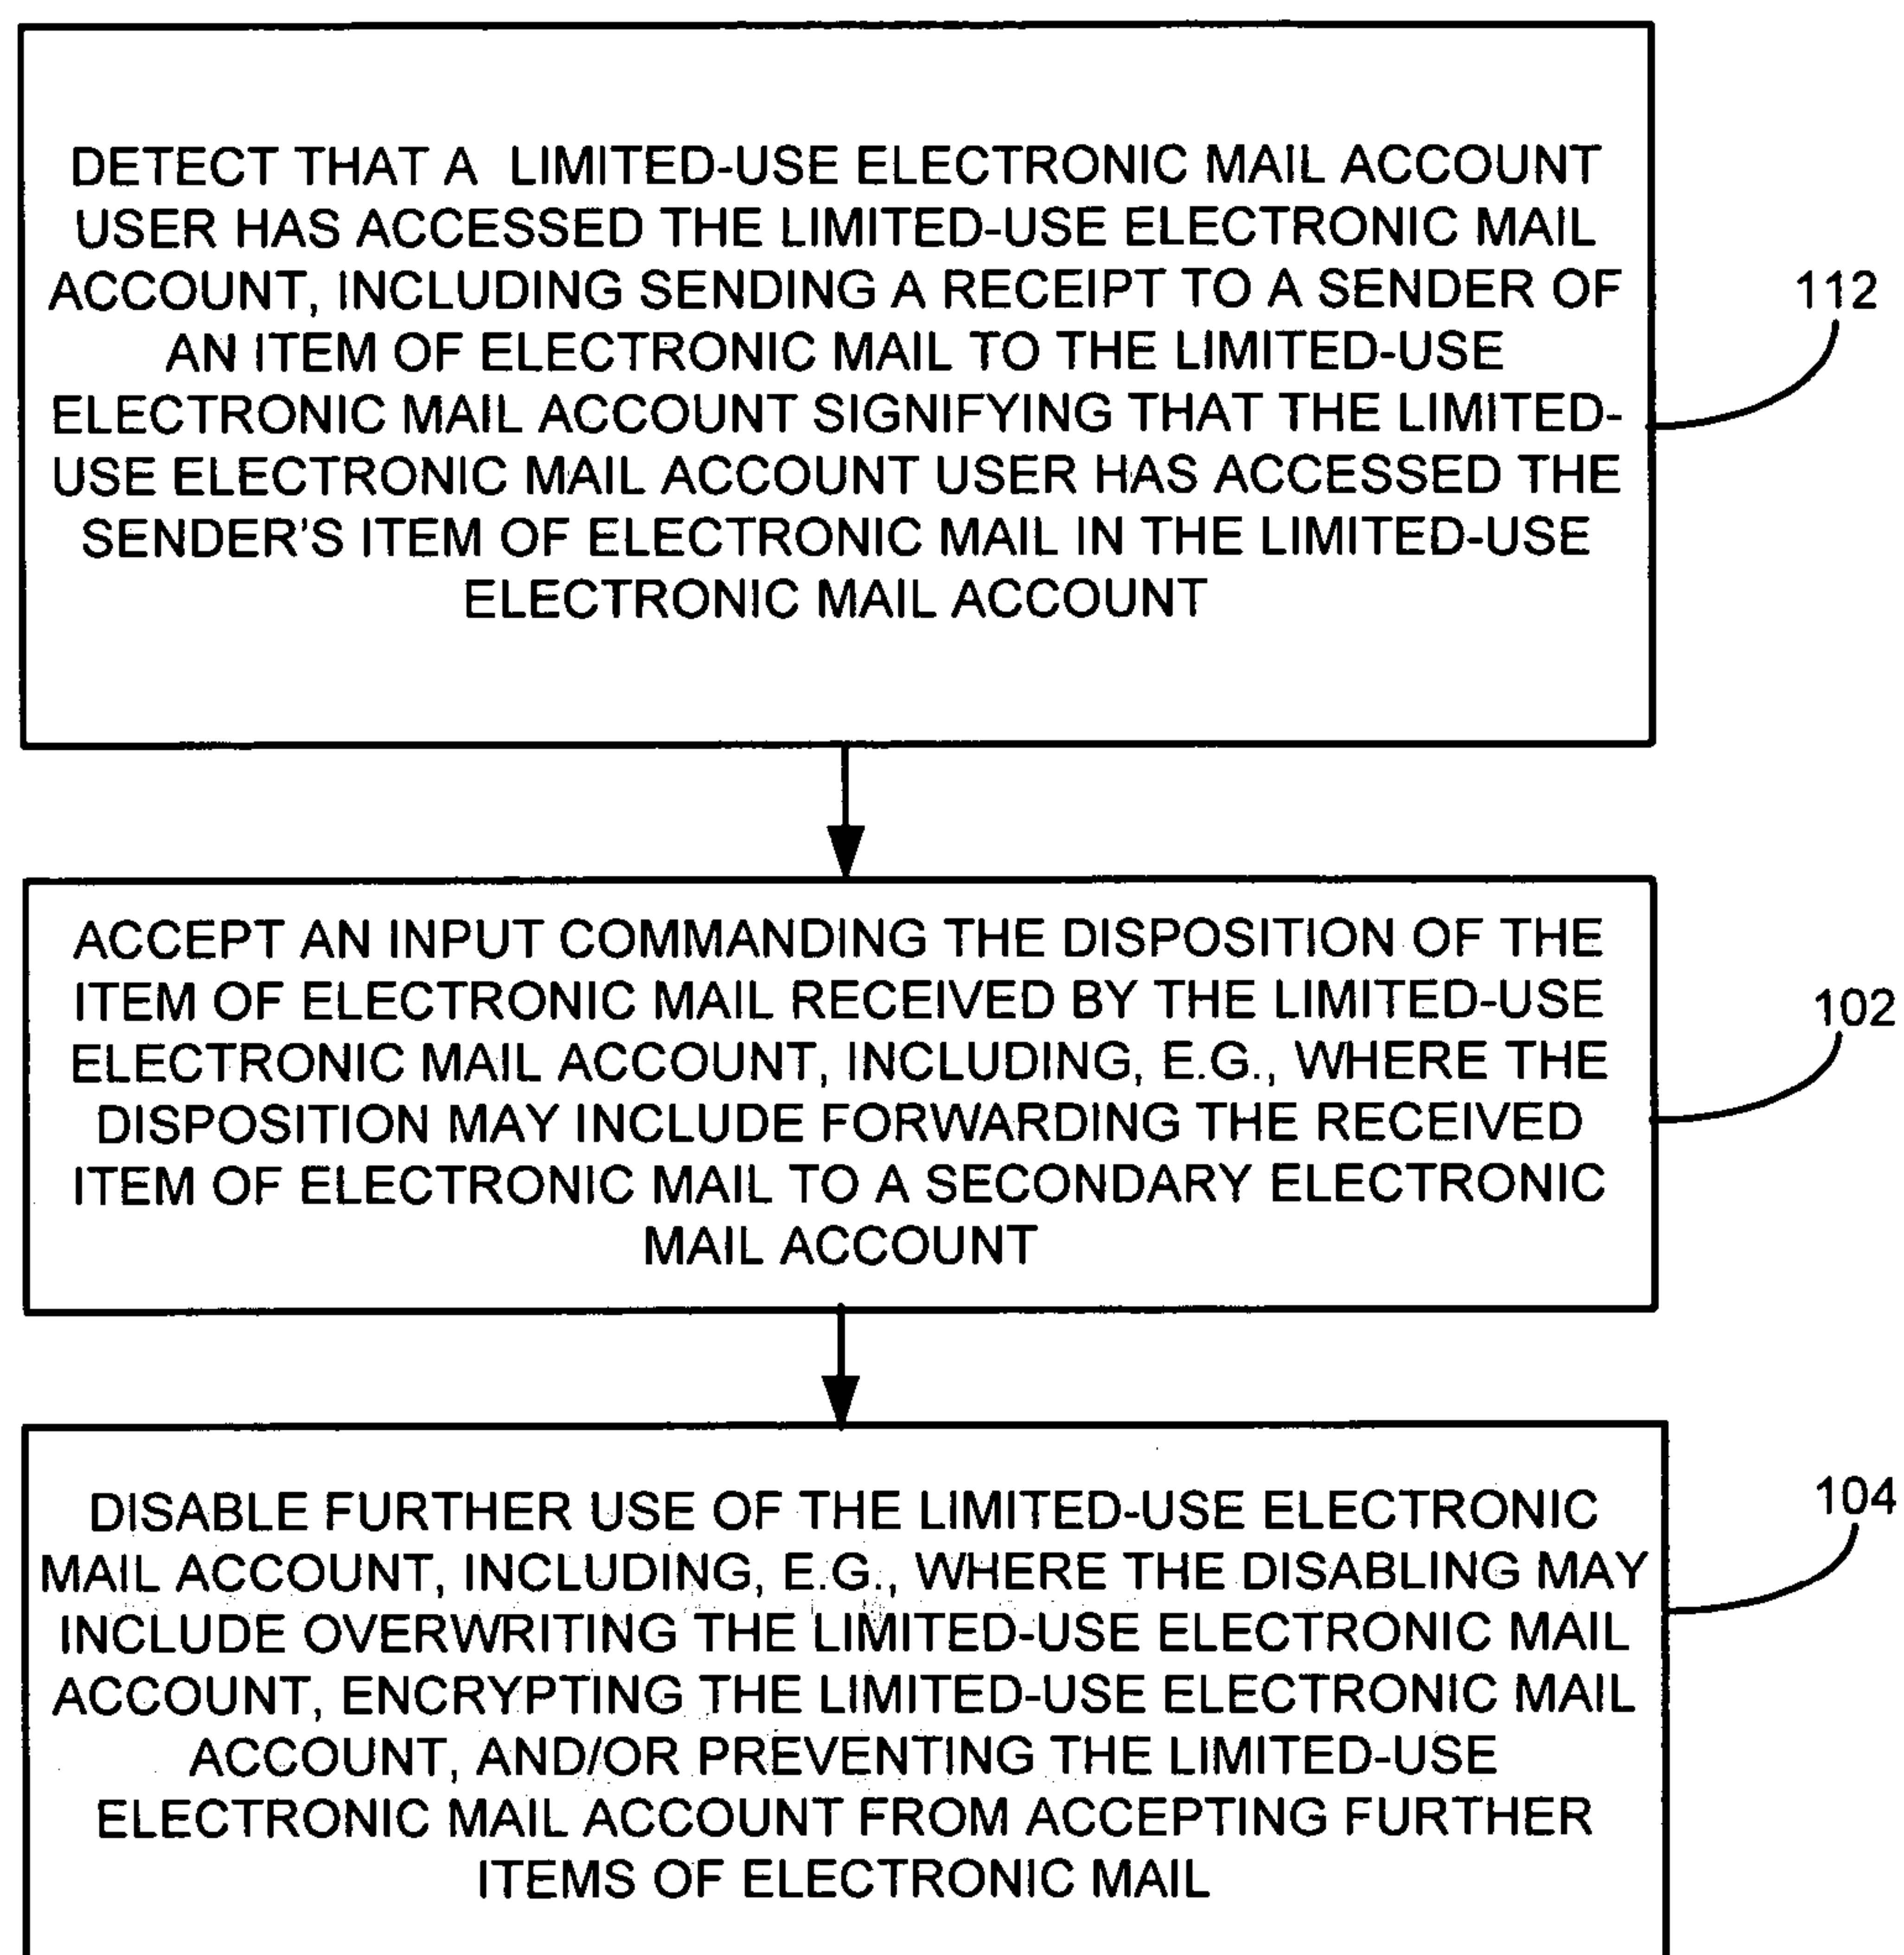 DETECT THAT A LIMITED-USE ELECTRONIC MAIL ACCOUNT
USER HAS ACCESSED THE LIMITED-USE ELECTRONIC MAIL
ACCOUNT, INCLUDING SENDING A RECEIPT TO A SENDER OF
AN ITEM OF ELECTRONIC MAIL TO THE LIMITED-USE
ELECTRONIC MAIL ACCOUNT SIGNIFYING THAT THE LIMITED-
USE ELECTRONIC MAIL ACCOUNT USER HAS ACCESSED THE
SENDER'S ITEM OF ELECTRONIC MAIL IN THE LIMITED-USE
ELECTRONIC MAIL ACCOUNT
112
ACCEPT AN INPUT COMMANDING THE DISPOSITION OF THE
ITEM OF ELECTRONIC MAIL RECEIVED BY THE LIMITED-USE
ELECTRONIC MAIL ACCOUNT, INCLUDING, E.G., WHERE THE
DISPOSITION MAY INCLUDE FORWARDING THE RECEIVED
ITEM OF ELECTRONIC MAIL TO A SECONDARY ELECTRONIC
MAIL ACCOUNT
102
DISABLE FURTHER USE OF THE LIMITED-USE ELECTRONIC
MAIL ACCOUNT, INCLUDING, E.G., WHERE THE DISABLING MAY
INCLUDE OVERWRITING THE LIMITED-USE ELECTRONIC MAIL
ACCOUNT, ENCRYPTING THE LIMITED-USE ELECTRONIC MAIL
ACCOUNT, AND/OR PREVENTING THE LIMITED-USE
ELECTRONIC MAIL ACCOUNT FROM ACCEPTING FURTHER
ITEMS OF ELECTRONIC MAIL
104